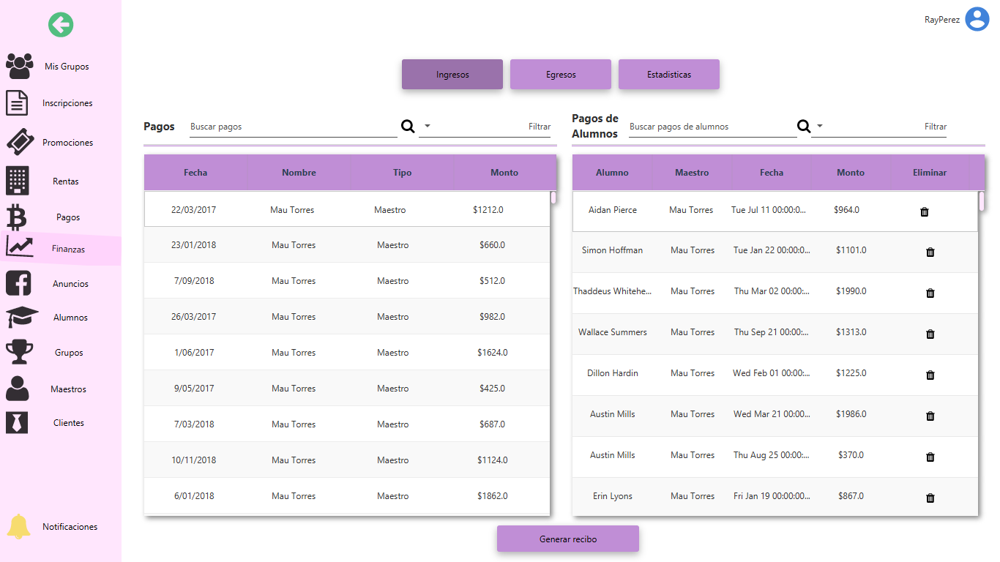 RayPerez
Mis Grupos
Inscripciones
Promociones
Rentas
Pagos
Finanzas
Anuncios
Alumnos
Grupos
Maestros
Clientes
Notificaciones
Ingresos Egresos Estadísticas
Pagos Buscar pagos Filtrar
Fecha Nombre Tipo Monto
22/03/2017 Mau Torres Maestro $1212.0
23/01/2018 Mau Torres Maestro $660.0
7/09/2018 Mau Torres Maestro $512.0
26/03/2017 Mau Torres Maestro $982.0
1/06/2017 Mau Torres Maestro $1624.0
9/05/2017 Mau Torres Maestro $425.0
7/03/2018 Mau Torres Maestro $687.0
10/11/2018 Mau Torres Maestro $1124.0
6/01/2018 Mau Torres Maestro $1862.0
Pagos de
Alumnos Buscar pagos de alumnos Filtrar
Alumno Maestro Fecha Monto Eliminar
Aidan Pierce Mau Torres Tue Jul 11 00:00:0... $964.0
Simon Hoffman Mau Torres Tue Jan 22 00:00:0... $1101.0
Thaddeus Whitehe... Mau Torres Thu Mar 02 00:00:... $1990.0
Wallace Summers Mau Torres Thu Sep 21 00:00:... $1313.0
Dillon Hardin Mau Torres Wed Feb 01 00:00:... $1225.0
Austin Mills Mau Torres Wed Mar 21 00:00:... $1986.0
Austin Mills Mau Torres Thu Aug 25 00:00:... $370.0
Erin Lyons Mau Torres Fri Jan 19 00:00:00... $867.0
Generar recibo